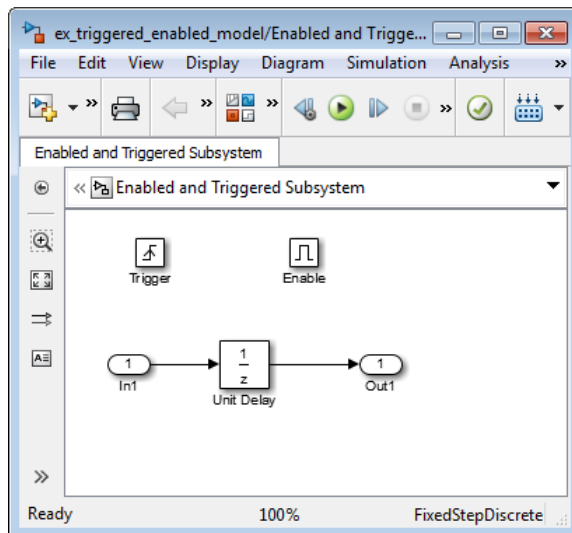 ex_triggered_enabled_model/Enabled and Trigge...
File Edit View Display Diagram Simulation Analysis »
» » » »
Enabled and Triggered Subsystem
« Enabled and Triggered Subsystem
Trigger Enable
1 1 1
z
In1 Unit Delay Out1
A
»
Ready 100% FixedStepDiscrete